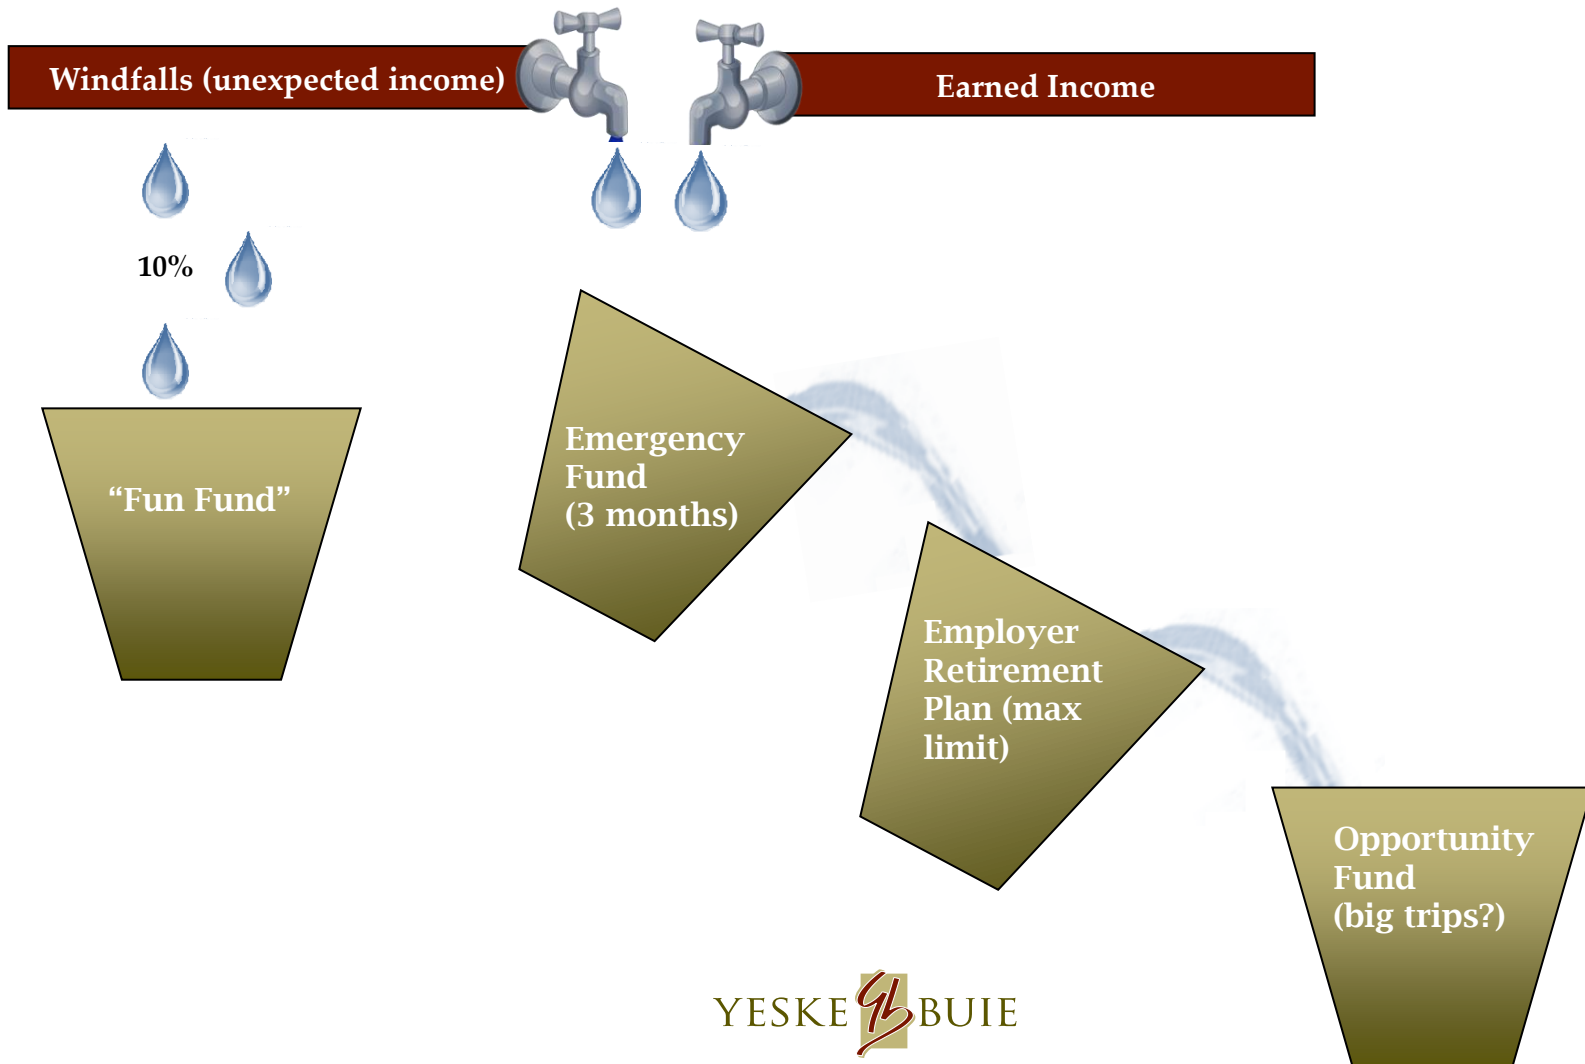 Windfalls (unexpected income)
Earned Income
10%
“Fun Fund”
Emergency
Fund
(3 months)
Employer
Retirement
Plan (max
limit)
Opportunity
Fund
(big trips?)
YESKE yb BUIE